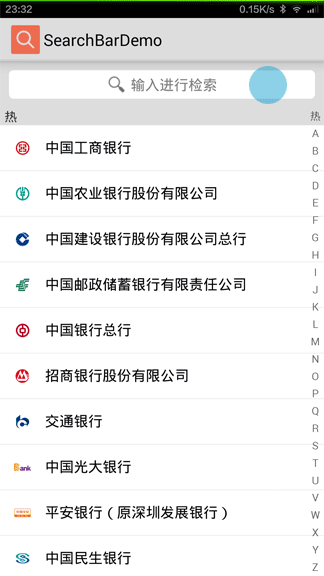 23:32
0.15K/s
SearchBarDemo
输入进行检索
热
中国工商银行
中国农业银行股份有限公司
中国建设银行股份有限公司总行
中国邮政储蓄银行有限责任公司
中国银行总行
招商银行股份有限公司
交通银行
Bank
中国光大银行
平安银行（原深圳发展银行）
中国民生银行
热
A
B
C
D
E
F
G
H
I
J
K
L
M
N
O
P
Q
R
S
T
U
V
W
X
Y
Z